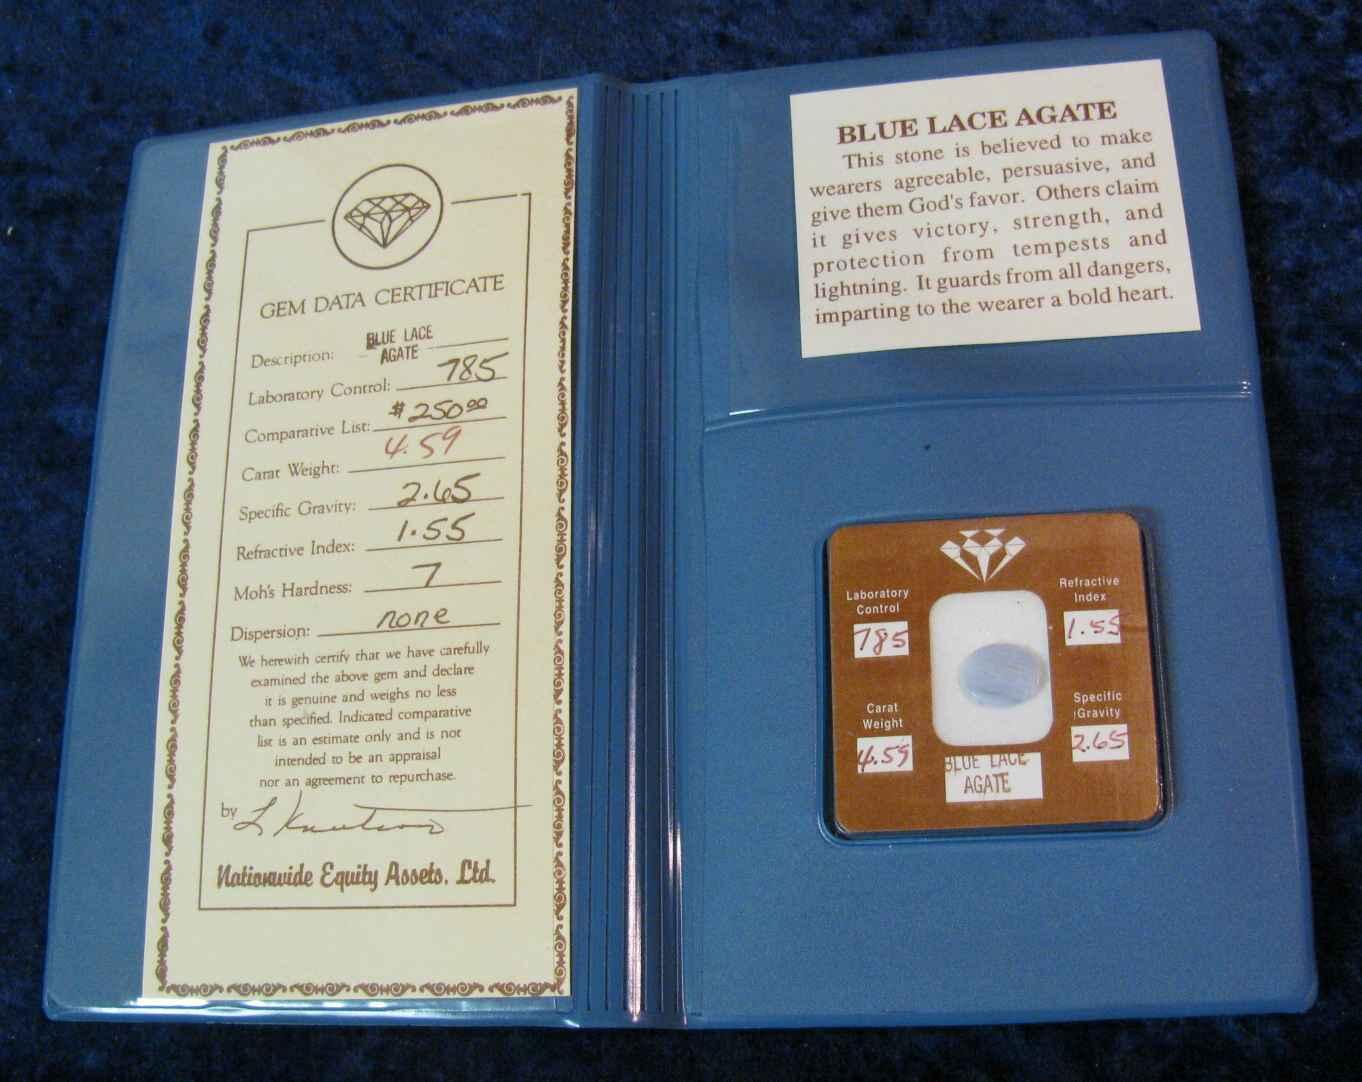 GEM DATA CERTIFICATE
Description: BLUE LACE
AGATE
Laboratory Control: 785
Comparative List: $250.00
Carat Weight: 4.59
Specific Gravity: 2.65
Refractive Index: 1.55
Moh's Hardness: 7
Dispersion: none
We herewith certify that we have carefully
examined the above gem and declare
it is genuine and weighs no less
than specified. Indicated comparative
list is an estimate only and is not
intended to be an appraisal
nor an agreement to repurchase.
by L Knutson
Nationwide Equity Assets, Ltd.
BLUE LACE AGATE
This stone is believed to make
wearers agreeable, persuasive, and
give them God's favor. Others claim
it gives victory, strength, and
protection from tempests and
lightning. It guards from all dangers,
imparting to the wearer a bold heart.
Laboratory
Control
785
Refractive
Index
1.55
Carat
Weight
4.59
Specific
Gravity
2.65
BLUE LACE
AGATE